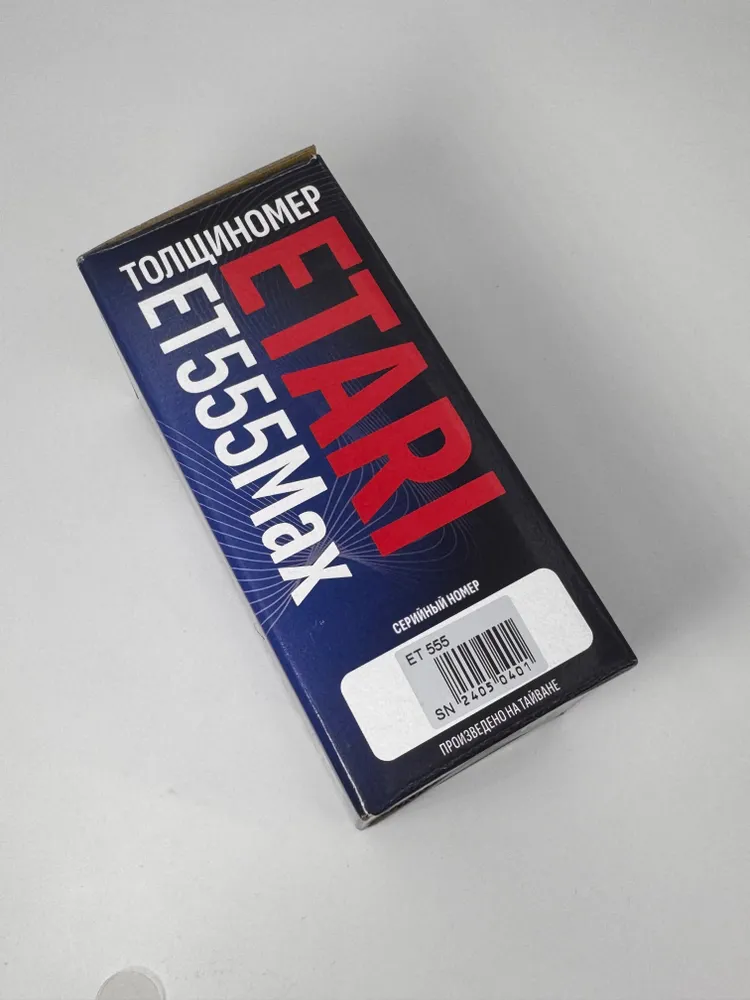 ТОЛЩИНОМЕР
ETARI
ET555Max
СЕРИЙНЫЙ НОМЕР
ET 555
SN 2405 0401
ПРОИЗВЕДЕНО НА ТАЙВАНЕ